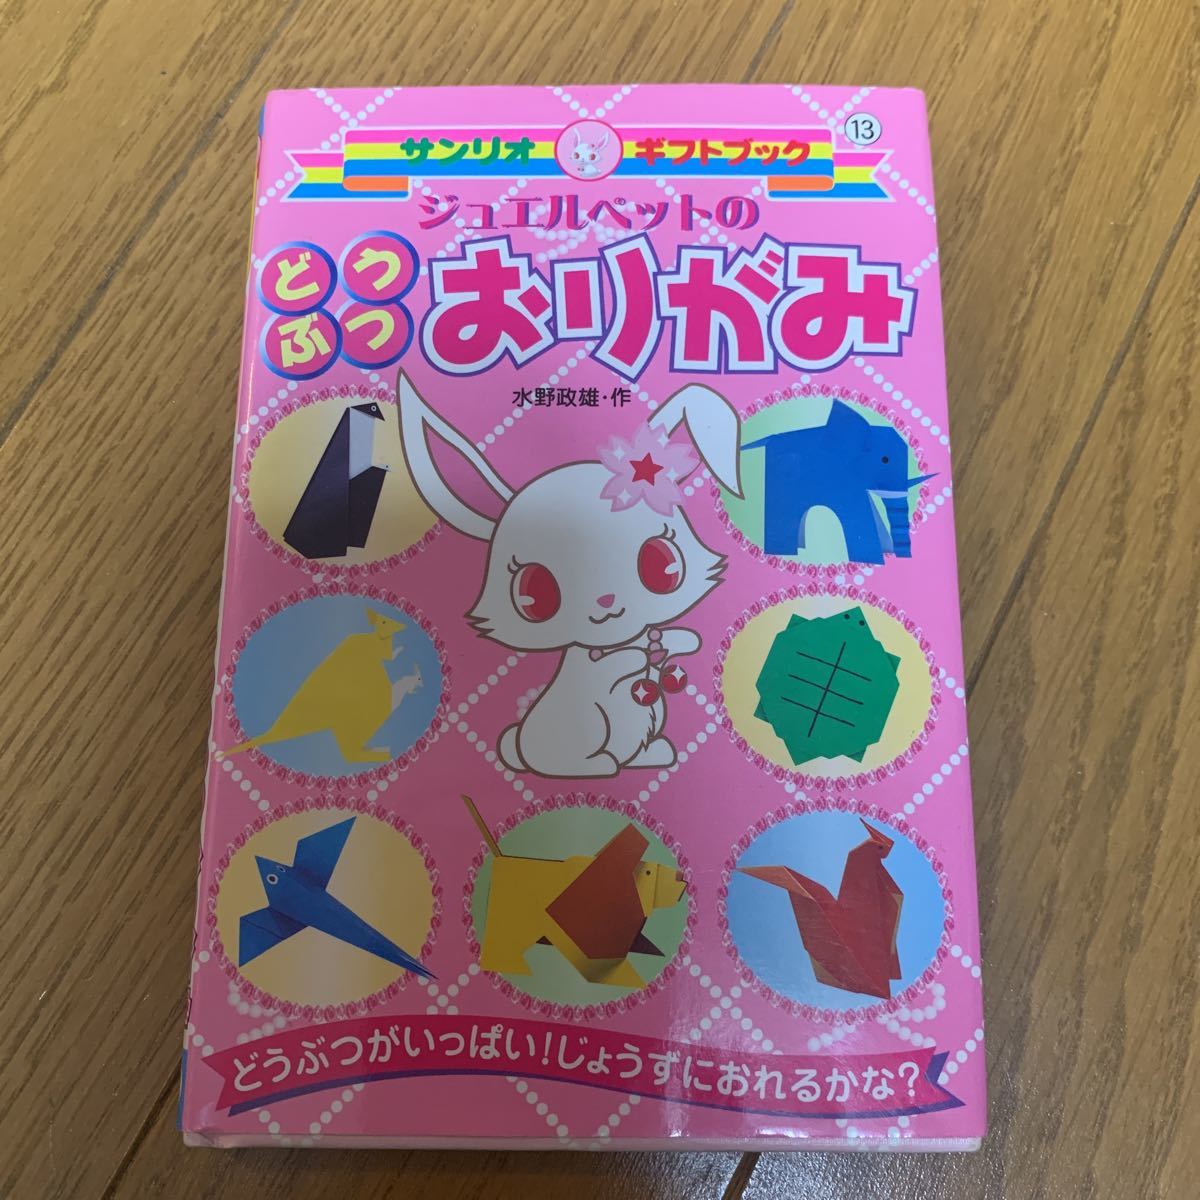 サンリオ ギフトブック 13
ジュエルペットの
どうぶつ おりがみ
水野政雄・作
どうぶつがいっぱい!じょうずにおれるかな?